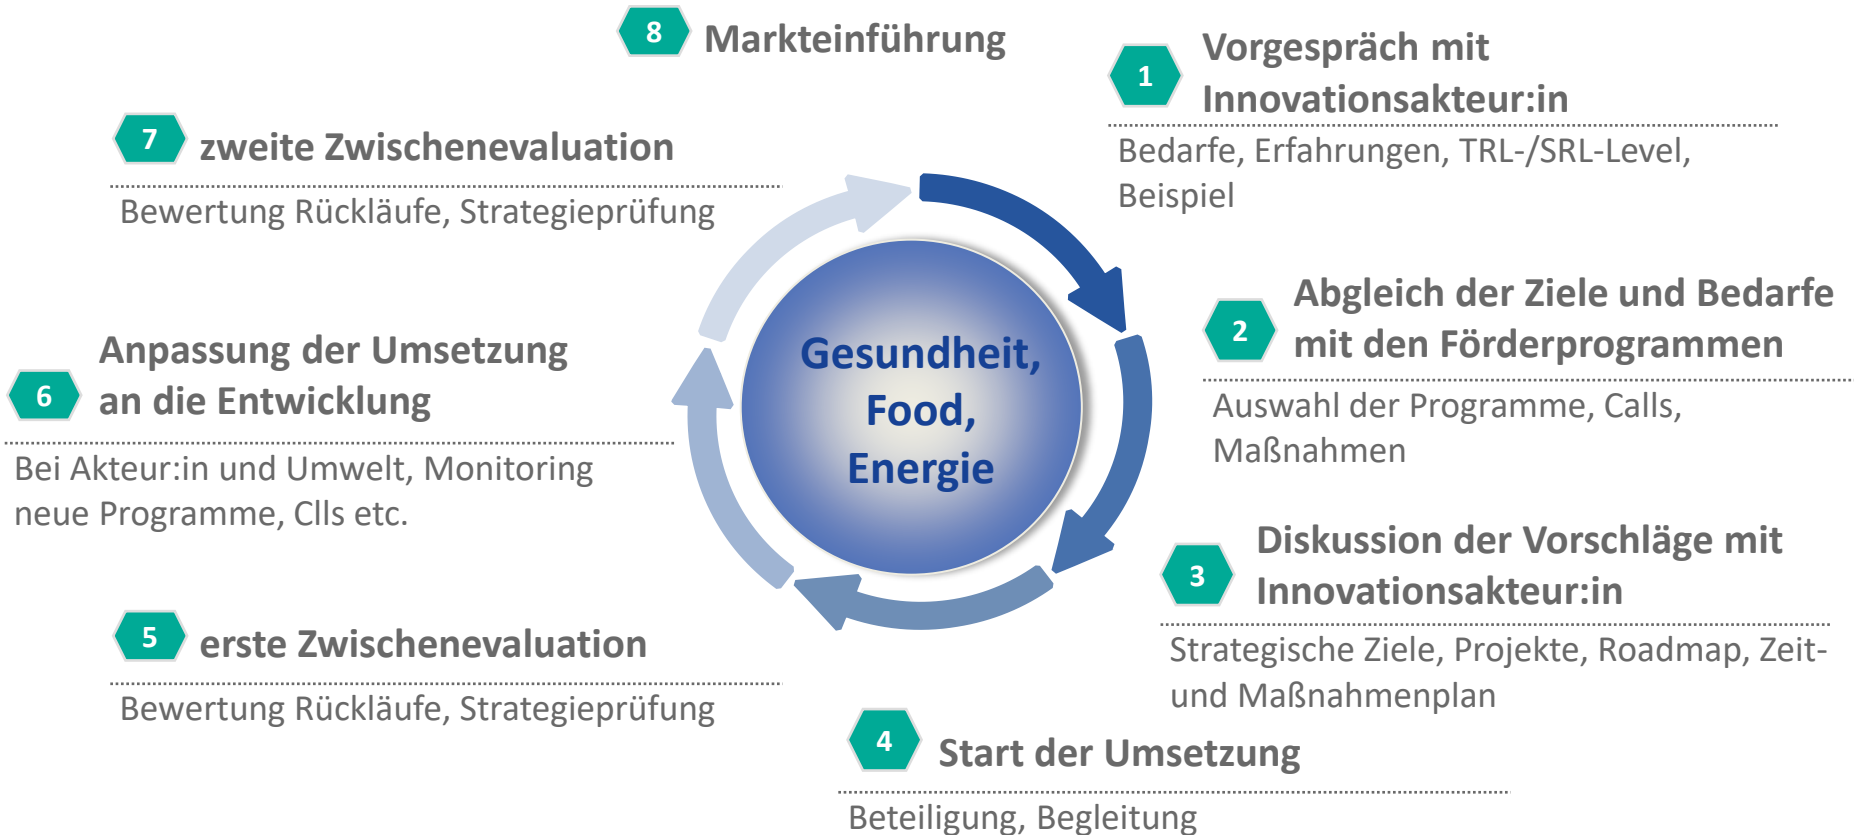 8 Markteinführung
1 Vorgespräch mit
Innovationsakteur:in
Bedarfe, Erfahrungen, TRL-/SRL-Level,
Beispiel
2 Abgleich der Ziele und Bedarfe
mit den Förderprogrammen
Auswahl der Programme, Calls,
Maßnahmen
3 Diskussion der Vorschläge mit
Innovationsakteur:in
Strategische Ziele, Projekte, Roadmap, Zeit-
und Maßnahmenplan
4 Start der Umsetzung
Beteiligung, Begleitung
5 erste Zwischenevaluation
Bewertung Rückläufe, Strategieprüfung
6 Anpassung der Umsetzung
an die Entwicklung
Bei Akteur:in und Umwelt, Monitoring
neue Programme, Clls etc.
7 zweite Zwischenevaluation
Bewertung Rückläufe, Strategieprüfung
Gesundheit,
Food,
Energie